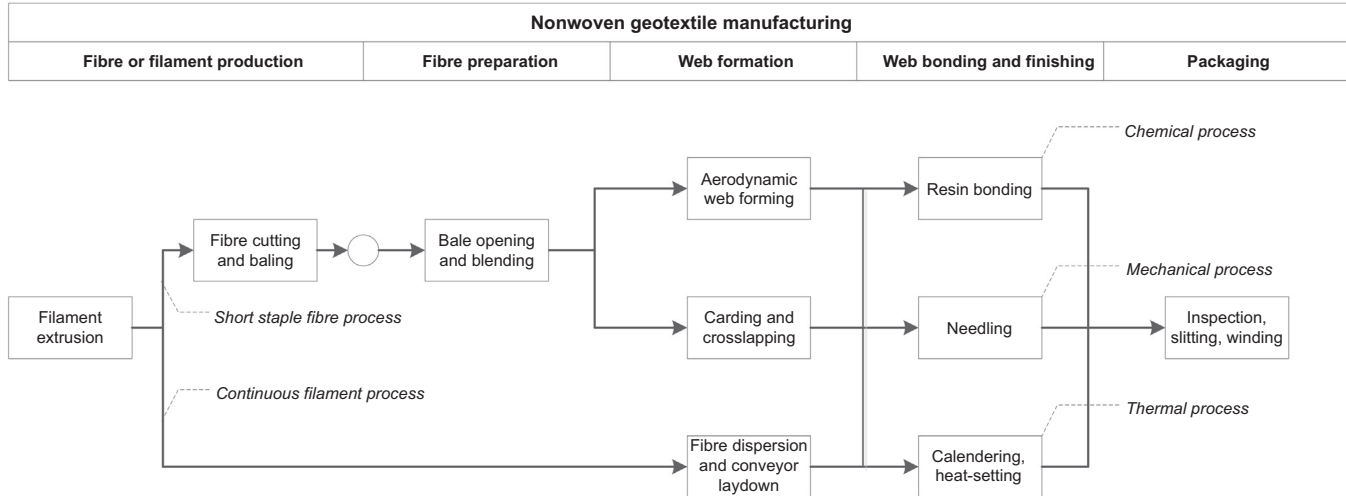 Nonwoven geotextile manufacturing
Fibre or filament production
Fibre preparation
Web formation
Web bonding and finishing
Packaging
Chemical process
Aerodynamic
web forming
Resin bonding
Fibre cutting
and baling
Bale opening
and blending
Mechanical process
Filament
extrusion
Short staple fibre process
Carding and
crosslapping
Needling
Inspection,
slitting, winding
Continuous filament process
Thermal process
Fibre dispersion
and conveyor
laydown
Calendering,
heat-setting